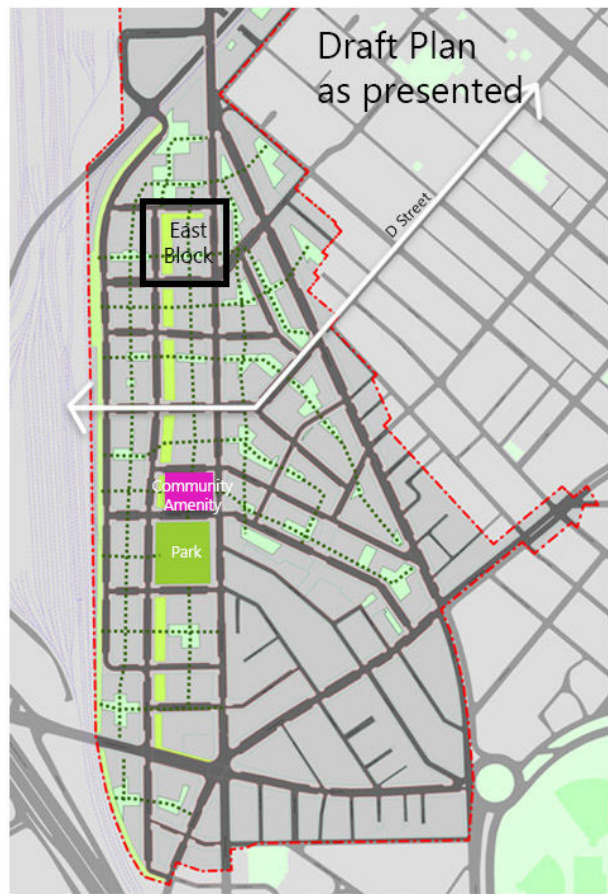 Draft Plan
as presented
East
Block
D Street
Community
Amenity
Park